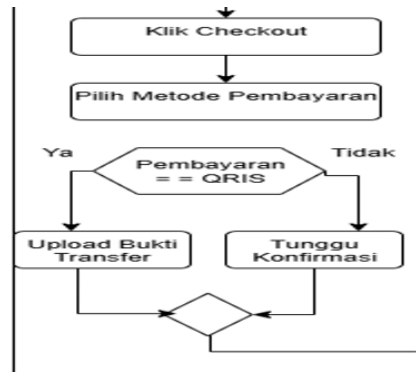 Klik Checkout
Pilih Metode Pembayaran
Ya
Pembayaran
= = QRIS
Tidak
Upload Bukti
Transfer
Tunggu
Konfirmasi